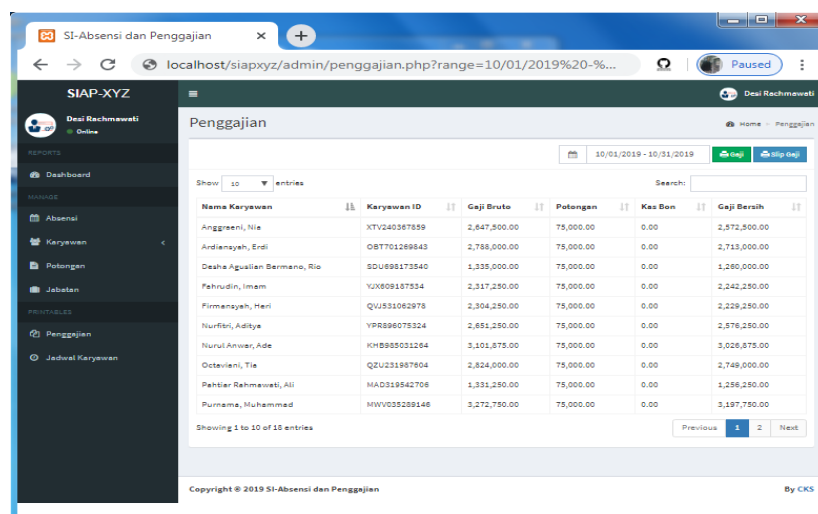 SI-Absensi dan Penggajian
localhost/siapxyz/admin/penggajian.php?range=10/01/2019%20-%...
Paused
SIAP-XYZ
Desi Rachmawati
Desi Rachmawati
Online
Penggajian
Home > Penggajian
REPORTS
Dashboard
MANAGE
Absensi
Karyawan
Potongan
Jabatan
PRINTABLES
Penggajian
Jadwal Karyawan
10/01/2019 - 10/31/2019 Gaji Slip Gaji
Show 10 entries Search:
Nama Karyawan Karyawan ID Gaji Bruto Potongan Kas Bon Gaji Bersih
Anggraeni, Nia XTV240367859 2,647,500.00 75,000.00 0.00 2,572,500.00
Ardiansyah, Erdi OBT701269843 2,788,000.00 75,000.00 0.00 2,713,000.00
Desha Agualian Bermano, Rio SDU698173540 1,335,000.00 75,000.00 0.00 1,260,000.00
Fahrudin, Imam YJX609187534 2,317,250.00 75,000.00 0.00 2,242,250.00
Firmansyah, Heri QVJ531062978 2,304,250.00 75,000.00 0.00 2,229,250.00
Nurfitri, Aditya YPR896075324 2,651,250.00 75,000.00 0.00 2,576,250.00
Nurul Anwar, Ade KHB985031264 3,101,875.00 75,000.00 0.00 3,026,875.00
Octaviani, Tia QZU231987604 2,824,000.00 75,000.00 0.00 2,749,000.00
Pahtiar Rahmawati, Ali MAD319542706 1,331,250.00 75,000.00 0.00 1,256,250.00
Purnama, Muhammad MWV035289146 3,272,750.00 75,000.00 0.00 3,197,750.00
Showing 1 to 10 of 18 entries Previous 1 2 Next
Copyright © 2019 SI-Absensi dan Penggajian By CKS